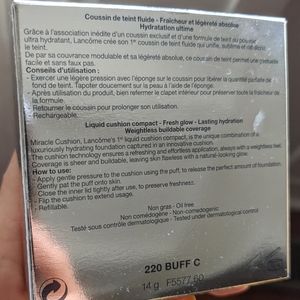 Coussin de teint fluide - Fraîcheur et légèreté absolue
Hydratation ultime
Grâce à l'association inédite d'un coussin exclusif et d'une formule de teint au pouvoir
ultra hydratant, Lancôme crée son 1er coussin de teint fluide qui unifie, sublime et
le teint.
De par sa couvrance modulable et sa légèreté absolue, ce coussin de teint permet une
facile et sans faux pas.
Conseils d'utilisation :
- Exercer une légère pression avec l'éponge sur le coussin pour libérer la quantité parfaite de
fond de teint. Tapoter doucement sur la peau à l'aide de l'éponge.
- Après utilisation du produit, bien refermer le clapet intérieur pour préserver toute la fraîcheur de
la formule.
- Retourner le coussin pour prolonger son utilisation.
- Rechargeable.
Liquid cushion compact - Fresh glow - Lasting hydration
Weightless buildable coverage
Miracle Cushion, Lancôme's 1st liquid cushion compact, is the unique combination of a
luxuriously hydrating foundation captured in an innovative cushion.
The cushion technology ensures a refreshing and effortless application, always with a weightless feel.
Coverage is sheer and buildable, leaving skin flawless with a natural-looking glow.
How to use:
- Apply gentle pressure to the cushion using the puff, to release the perfect amount of foundation.
- Gently pat the puff onto skin.
- Close the inner lid tightly after use, to preserve freshness.
- Flip the cushion to extend usage.
- Refillable.
Non gras - Oil free
Non comédogène - Non-comedogenic
Testé sous contrôle dermatologique - Tested under dermatological control
220 BUFF C
14 g F5577 80